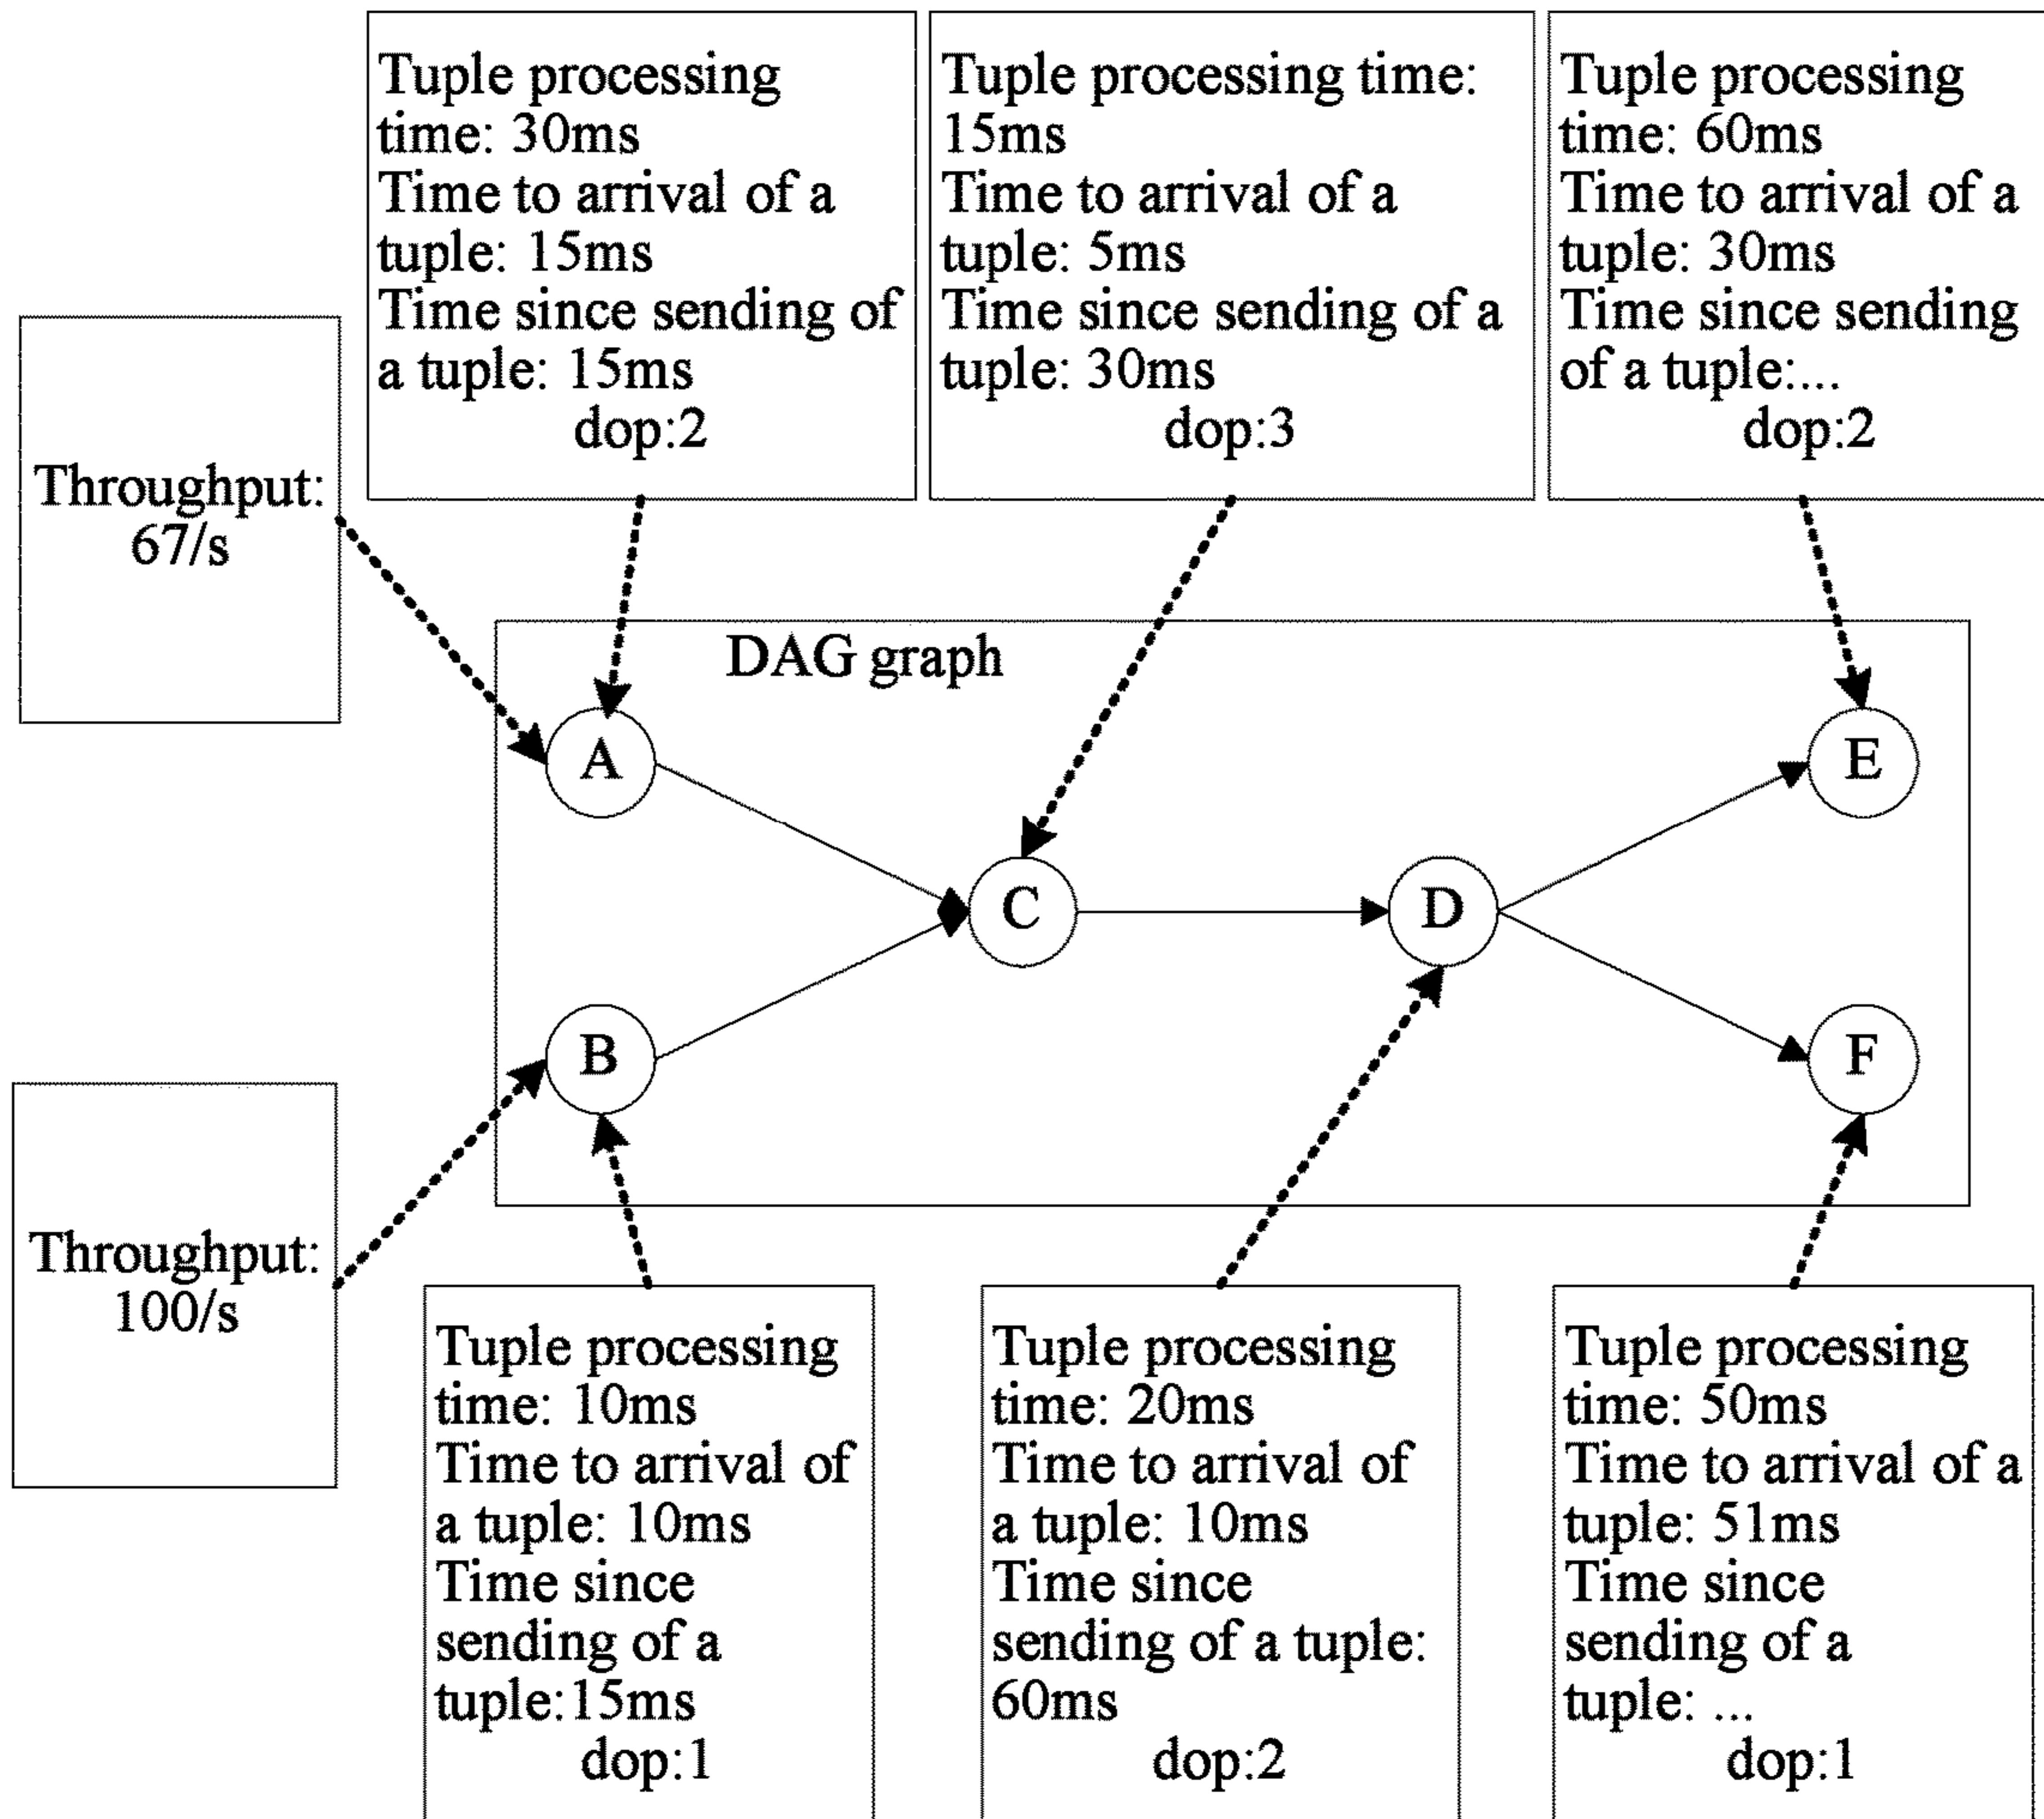 Tuple processing
time: 30ms
Time to arrival of a
tuple: 15ms
Time since sending of
a tuple: 15ms
dop:2
Tuple processing time:
15ms
Time to arrival of a
tuple: 5ms
Time since sending of a
tuple: 30ms
dop:3
Tuple processing
time: 60ms
Time to arrival of a
tuple: 30ms
Time since sending
of a tuple:...
dop:2
Throughput:
67/s
DAG graph
A
E
C
D
B
F
Throughput:
100/s
Tuple processing
time: 10ms
Time to arrival of
a tuple: 10ms
Time since
sending of a
tuple:15ms
dop:1
Tuple processing
time: 20ms
Time to arrival of
a tuple: 10ms
Time since
sending of a tuple:
60ms
dop:2
Tuple processing
time: 50ms
Time to arrival of a
tuple: 51ms
Time since
sending of a
tuple: ...
dop:1